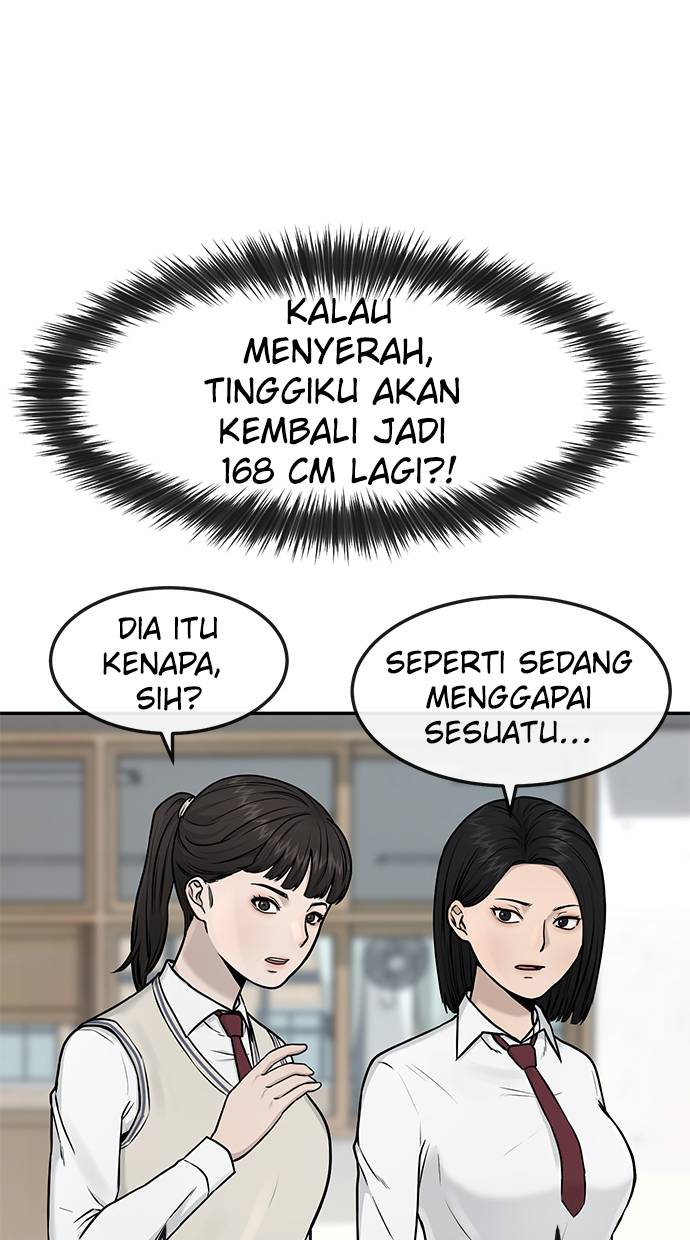 KALAU
MENYERAH,
TINGGIKU AKAN
KEMBALI JADI
168 CM LAGI?!
DIA ITU
KENAPA,
SIH?
SEPERTI SEDANG
MENGGAPAI
SESUATU...